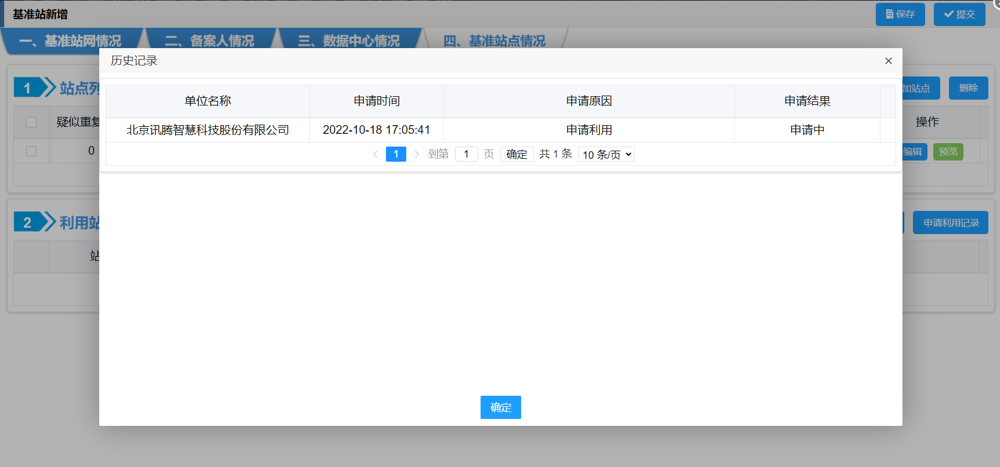 基准站新增
保存
提交
一、基准站网情况
二、备案人情况
三、数据中心情况
四、基准站点情况
历史记录
1
站点列
加站点
删除
单位名称
申请时间
申请原因
申请结果
疑似重复
操作
北京讯腾智慧科技股份有限公司
2022-10-18 17:05:41
申请利用
申请中
0
编辑
预览
1
到第
1
页
确定
共 1 条
10 条/页
2
利用站
申请利用记录
站
确定